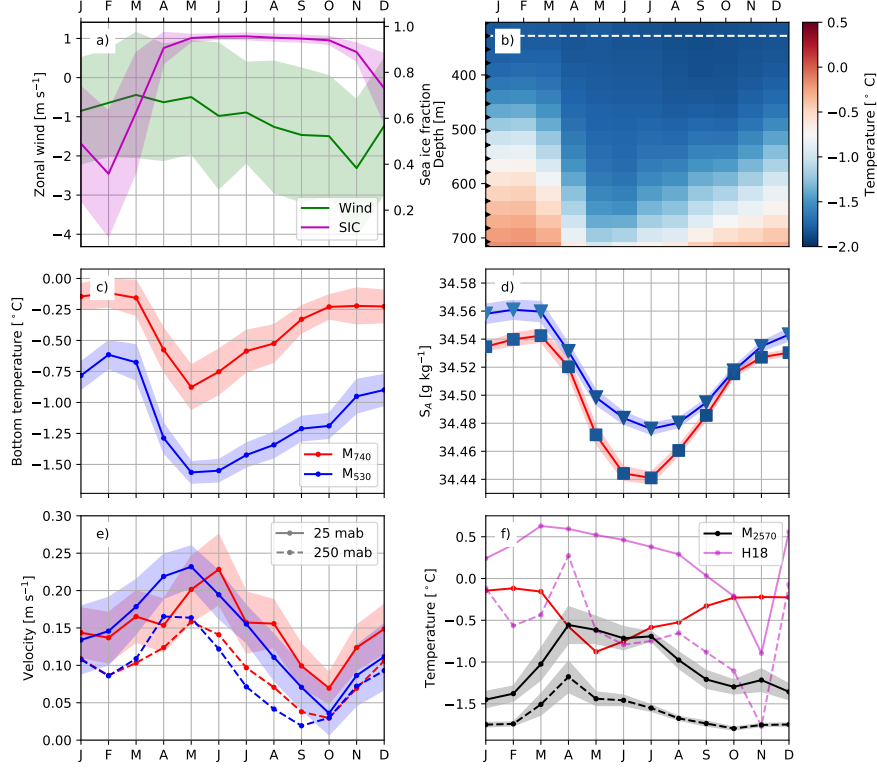 J F M A M J J A S O N D
J F M A M J J A S O N D
a)
Zonal wind [m s⁻¹]
1
0
−1
−2
−3
−4
1.0
0.8
0.6
0.4
0.2
Sea ice fraction
Wind
SIC
b)
Depth [m]
400
500
600
700
0.5
0.0
−0.5
−1.0
−1.5
−2.0
Temperature [°C]
c)
Bottom temperature [°C]
0.00
−0.25
−0.50
−0.75
−1.00
−1.25
−1.50
M₇₄₀
M₅₃₀
d)
S_A [g kg⁻¹]
34.58
34.56
34.54
34.52
34.50
34.48
34.44
e)
Velocity [m s⁻¹]
0.30
0.25
0.20
0.15
0.10
0.05
0.00
25 mab
250 mab
J F M A M J J A S O N D
f)
Temperature [°C]
0.5
0.0
−0.5
−1.0
−1.5
M₂₅₇₀
H18
J F M A M J J A S O N D